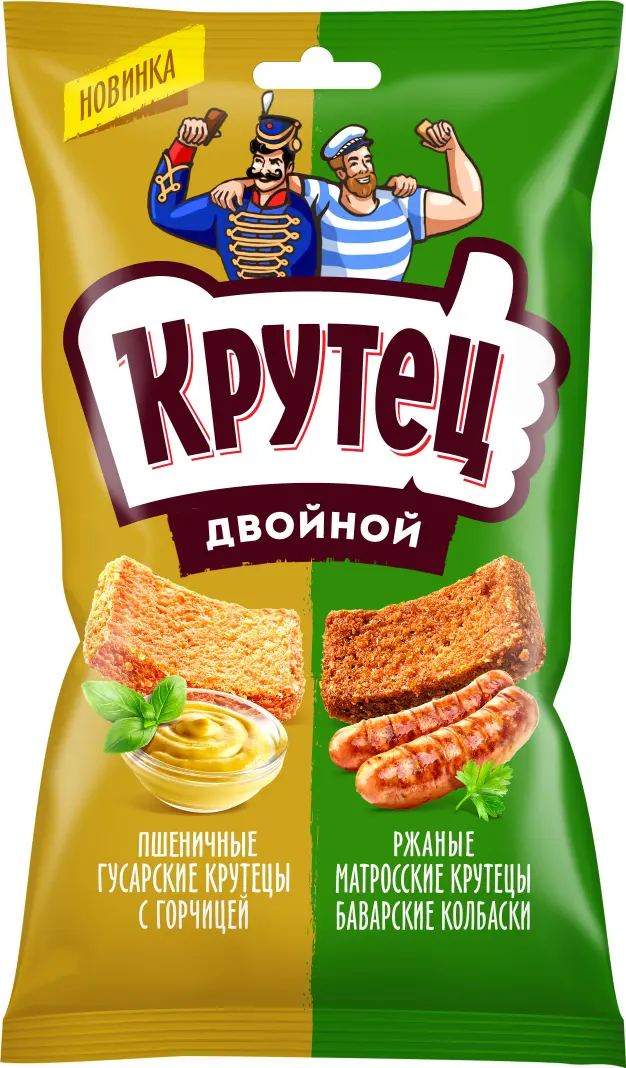 НОВИНКА
КРУТЕЦ
ДВОЙНОЙ
ПШЕНИЧНЫЕ
ГУСАРСКИЕ КРУТЕЦЫ
С ГОРЧИЦЕЙ
РЖАНЫЕ
МАТРОССКИЕ КРУТЕЦЫ
БАВАРСКИЕ КОЛБАСКИ